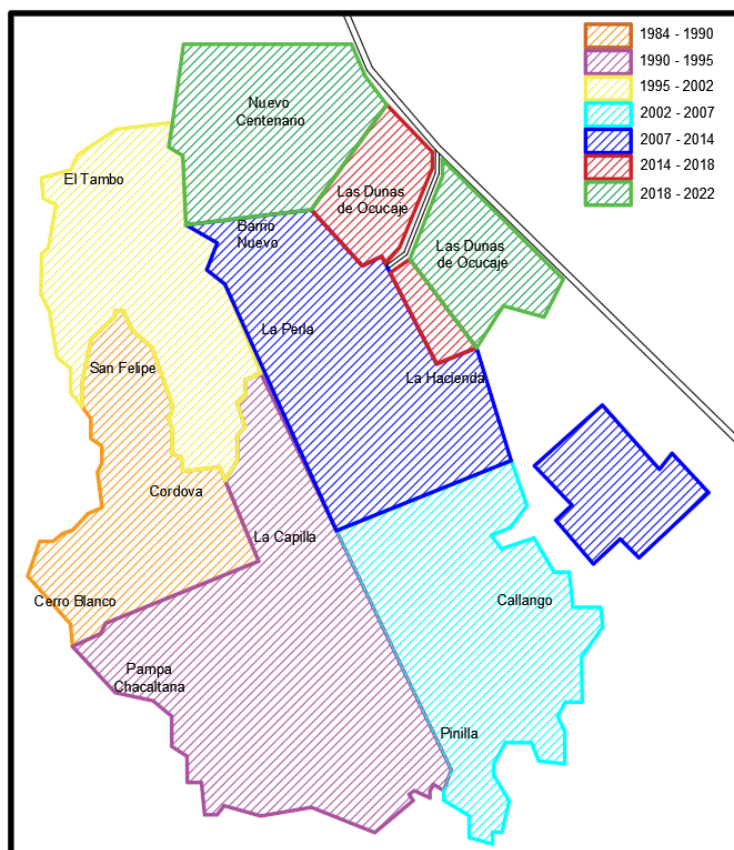 1984 - 1990
1990 - 1995
1995 - 2002
2002 - 2007
2007 - 2014
2014 - 2018
2018 - 2022
Nuevo
Centenario
El Tambo
Las Dunas
de Ocucaje
Barrio
Nuevo
Las Dunas
de Ocucaje
La Perla
San Felipe
La Hacienda
Cordova
La Capilla
Cerro Blanco
Callango
Pampa
Chacaltana
Pinilla